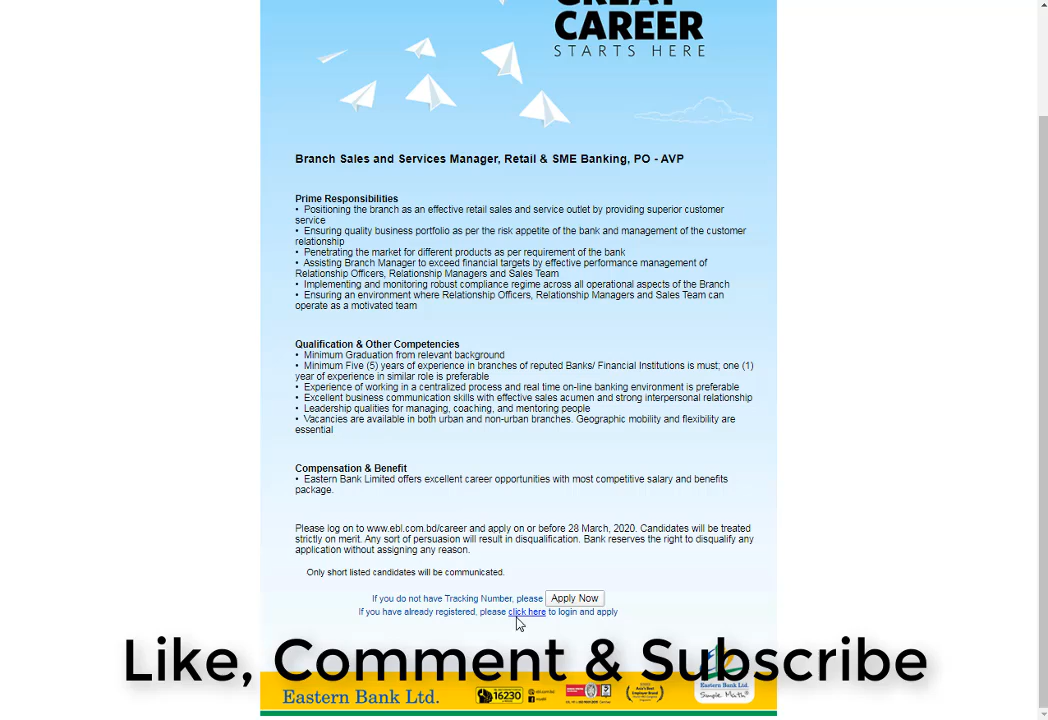 CAREER
STARTS HERE
Branch Sales and Services Manager, Retail & SME Banking, PO - AVP
Prime Responsibilities
• Positioning the branch as an effective retail sales and service outlet by providing superior customer
service
• Ensuring quality business portfolio as per the risk appetite of the bank and management of the customer
relationship
• Penetrating the market for different products as per requirement of the bank
• Assisting Branch Manager to exceed financial targets by effective performance management of
Relationship Officers, Relationship Managers and Sales Team
• Implementing and monitoring robust compliance regime across all operational aspects of the Branch
• Ensuring an environment where Relationship Officers, Relationship Managers and Sales Team can
operate as a motivated team
Qualification & Other Competencies
• Minimum Graduation from relevant background
• Minimum Five (5) years of experience in branches of reputed Banks/ Financial Institutions is must; one (1)
year of experience in similar role is preferable
• Experience of working in a centralized process and real time on-line banking environment is preferable
• Excellent business communication skills with effective sales acumen and strong interpersonal relationship
• Leadership qualities for managing, coaching, and mentoring people
• Vacancies are available in both urban and non-urban branches. Geographic mobility and flexibility are
essential
Compensation & Benefit
• Eastern Bank Limited offers excellent career opportunities with most competitive salary and benefits
package.
Please log on to www.ebl.com.bd/career and apply on or before 28 March, 2020. Candidates will be treated
strictly on merit. Any sort of persuasion will result in disqualification. Bank reserves the right to disqualify any
application without assigning any reason.
Only short listed candidates will be communicated.
If you do not have Tracking Number, please Apply Now
If you have already registered, please click here to login and apply
Like, Comment & Subscribe
Eastern Bank Ltd.
16230
Eastern Bank Ltd.
Simple Math